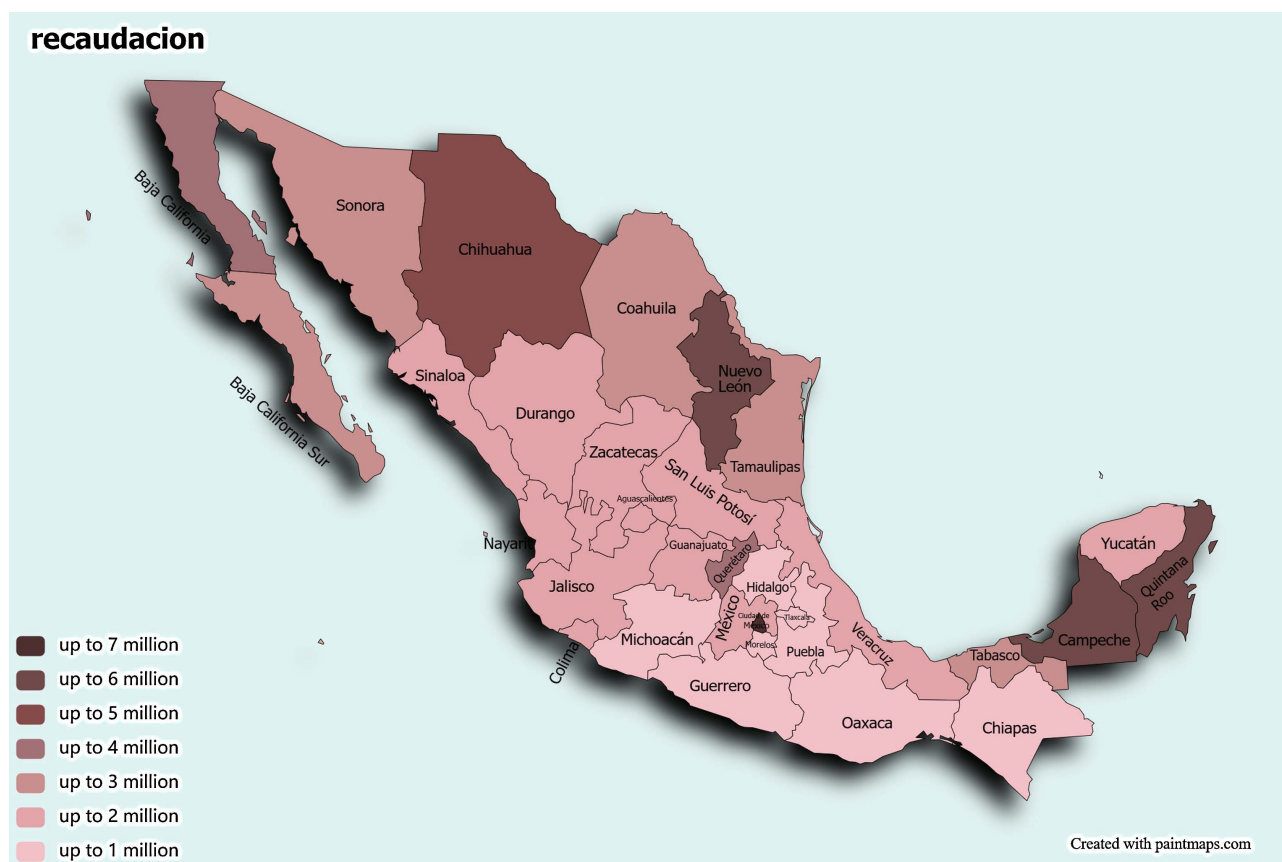 recaudacion
Baja California
Sonora
Chihuahua
Coahuila
Baja California Sur
Sinaloa
Nuevo
León
Durango
Zacatecas
Tamaulipas
San Luis Potosí
Aguascalientes
Nayarit
Guanajuato
Querétaro
Yucatán
Quintana
Roo
Jalisco
Hidalgo
México
Ciudad de
México
Tlaxcala
Michoacán
Morelos
Puebla
Veracruz
Campeche
Colima
Tabasco
Guerrero
Oaxaca
Chiapas
up to 7 million
up to 6 million
up to 5 million
up to 4 million
up to 3 million
up to 2 million
up to 1 million
Created with paintmaps.com